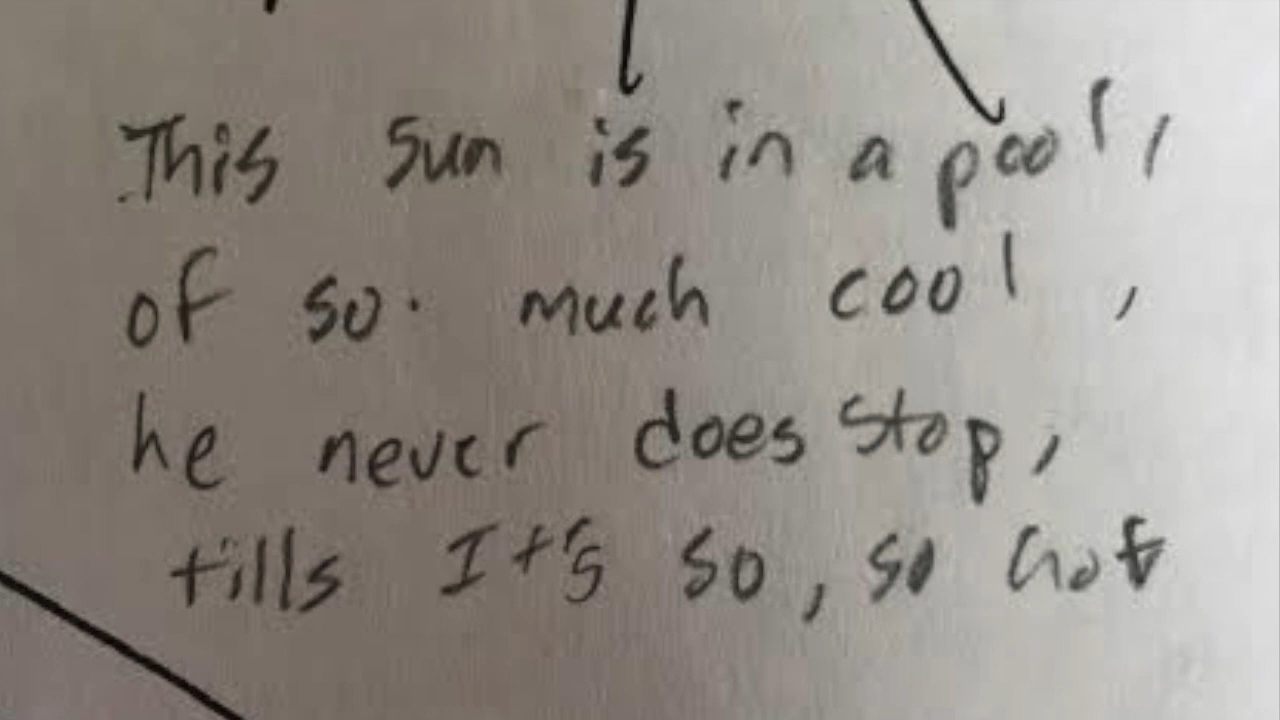 This sun is in a pool,
of so. much cool,
he never does stop,
tills It's so, so hot